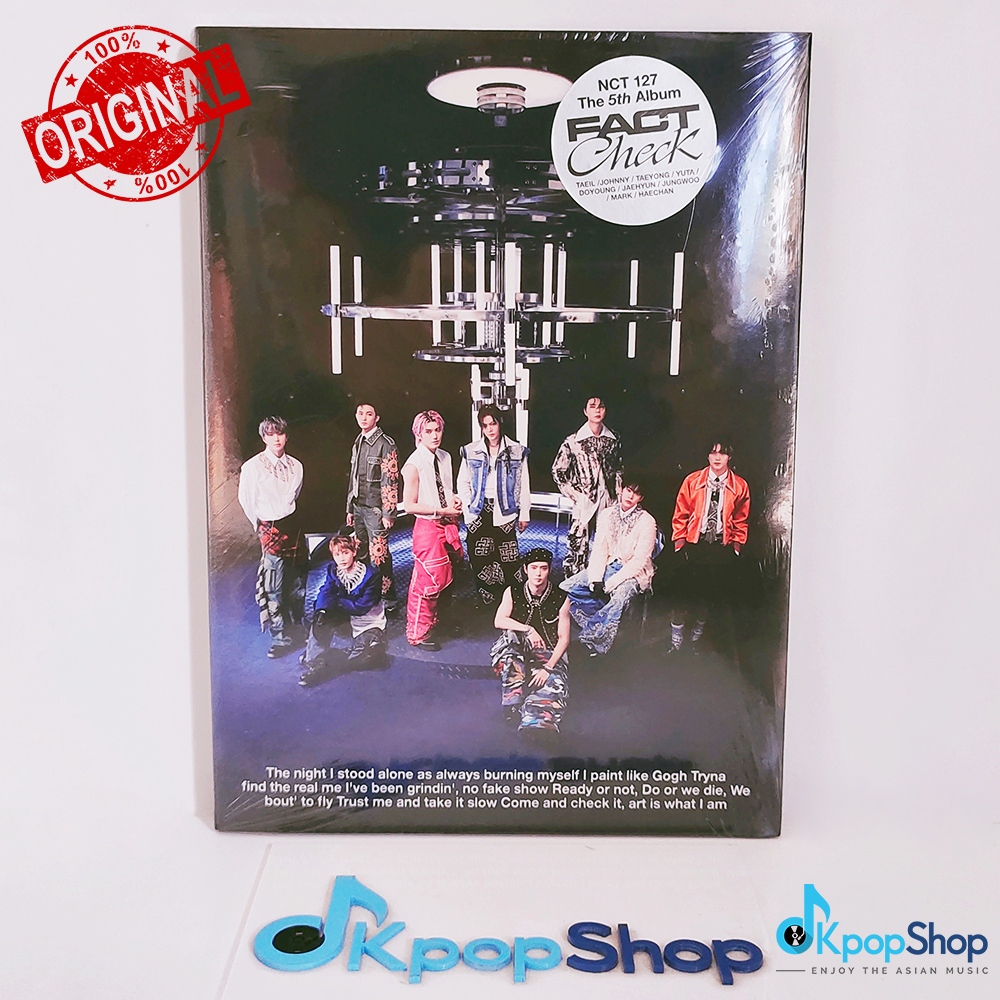 100%
ORIGINAL
100%
NCT 127
The 5th Album
FACT
Check
TAEIL /JOHNNY / TAEYONG / YUTA /
DOYOUNG / JAEHYUN / JUNGWOO
/ MARK / HAECHAN
The night I stood alone as always burning myself I paint like Gogh Tryna
find the real me I've been grindin', no fake show Ready or not, Do or we die, We
bout' to fly Trust me and take it slow Come and check it, art is what I am
KpopShop
KpopShop
ENJOY THE ASIAN MUSIC